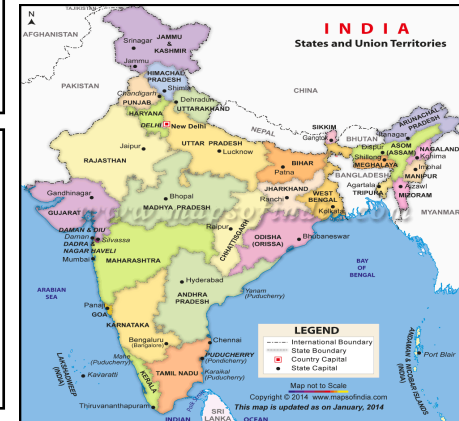 INDIA
States and Union Territories
N
AFGHANISTAN
Srinagar
JAMMU
&
KASHMIR
Jammu
PAKISTAN
HIMACHAL
PRADESH
Shimla
Chandigarh
PUNJAB
Dehradun
UTTARAKHAND
HARYANA
DELHI
New Delhi
CHINA
ARUNACHAL
PRADESH
NEPAL
SIKKIM
Gangtok
BHUTAN
Itanagar
Dispur
ASOM
(ASSAM)
NAGALAND
Kohima
Shillong
MEGHALAYA
Imphal
MANIPUR
BANGLADESH
Agartala
TRIPURA
Aizawl
MIZORAM
MYANMAR
Jaipur
RAJASTHAN
UTTAR PRADESH
Lucknow
BIHAR
Patna
JHARKHAND
Ranchi
WEST
BENGAL
Kolkata
Gandhinagar
GUJARAT
Bhopal
MADHYA PRADESH
Raipur
CHHATTISGARH
ODISHA
(ORISSA)
Bhubaneswar
DAMAN & DIU
Daman
Silvassa
DADRA
NAGAR HAVELI
Mumbai
MAHARASHTRA
ARABIAN
SEA
BAY
OF
BENGAL
Hyderabad
ANDHRA
PRADESH
Yanam
(Puducherry)
Panaji
GOA
KARNATAKA
Bengaluru
(Bangalore)
Chennai
Mahe
(Puducherry)
PUDUCHERRY
(Pondicherry)
Karaikal
(Puducherry)
LAKSHADWEEP
(INDIA)
Kavaratti
KERALA
TAMIL NADU
Thiruvananthapuram
SRI
LANKA
INDIAN
OCEAN
ANDAMAN & NICOBAR ISLANDS
(INDIA)
Port Blair
LEGEND
International Boundary
State Boundary
Country Capital
State Capital
Map not to Scale
Copyright © 2014 www.mapsofindia.com
This map is updated as on January, 2014